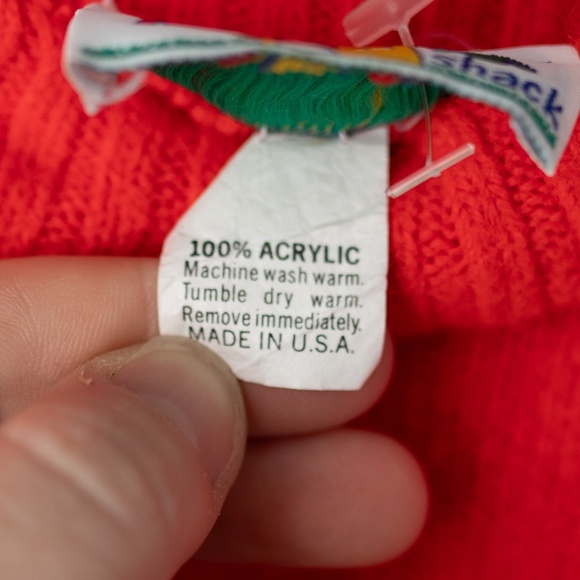 shack
100% ACRYLIC
Machine wash warm.
Tumble dry warm.
Remove immediately.
MADE IN U.S.A.